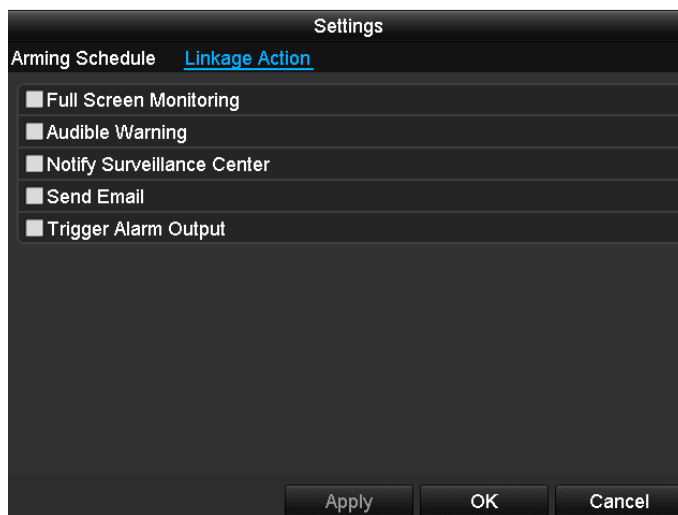 Settings
Arming Schedule Linkage Action
Full Screen Monitoring
Audible Warning
Notify Surveillance Center
Send Email
Trigger Alarm Output
Apply OK Cancel